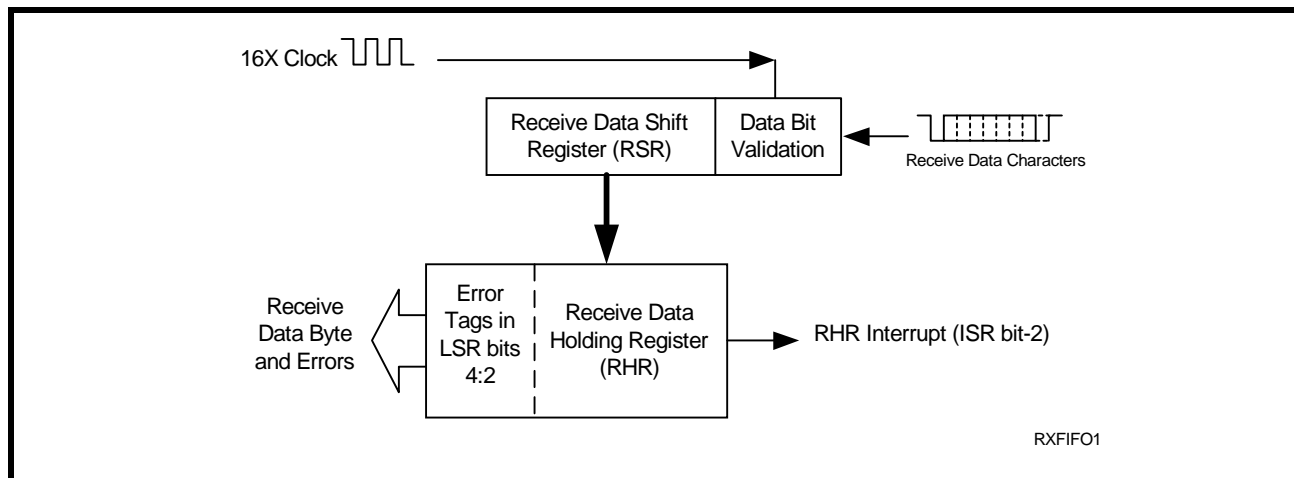 16X Clock
Receive Data Shift
Register (RSR)
Data Bit
Validation
Receive Data Characters
Receive
Data Byte
and Errors
Error
Tags in
LSR bits
4:2
Receive Data
Holding Register
(RHR)
RHR Interrupt (ISR bit-2)
RXFIFO1